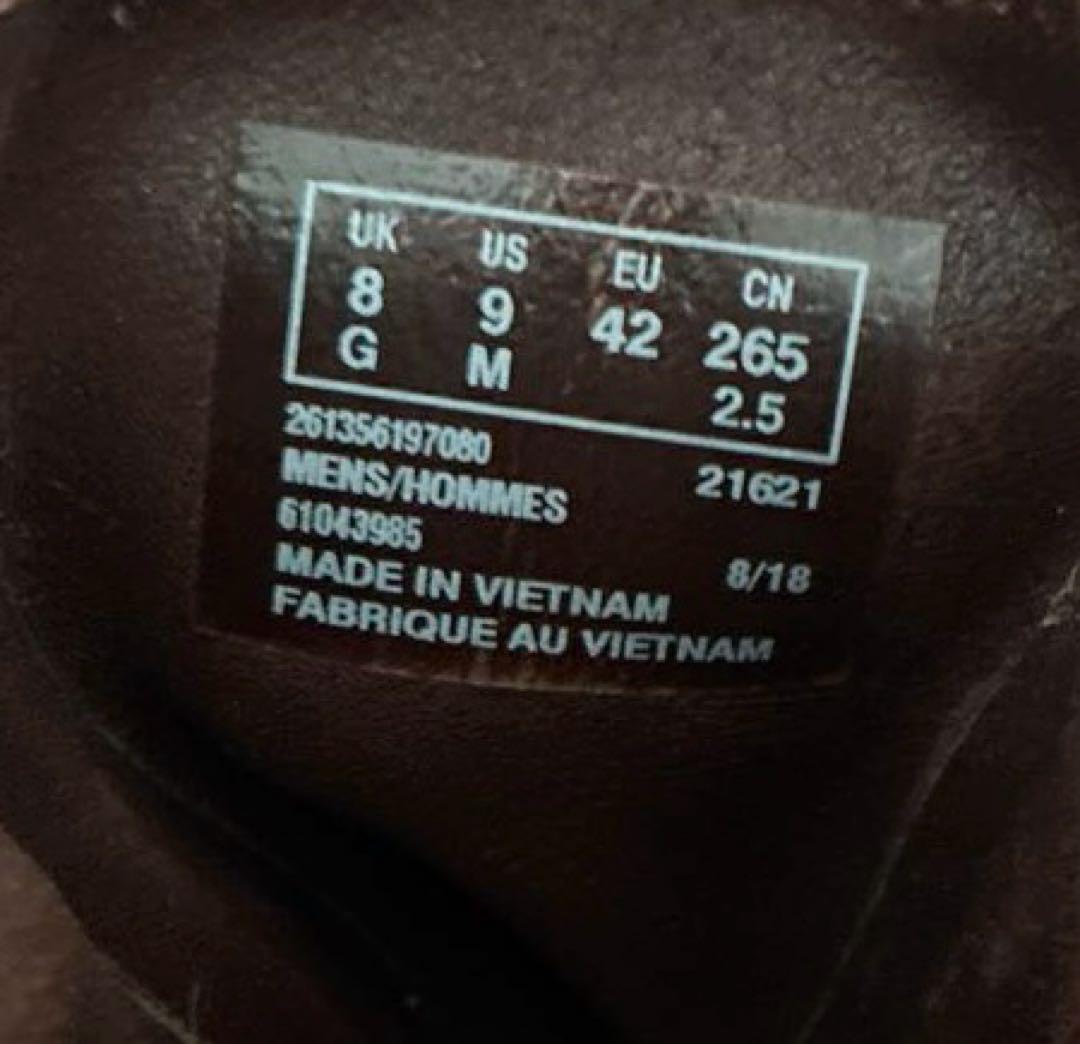 UK US EU CN
8 9 42 265
G M 2.5
261356197080 21621
MENS/HOMMES
61043985
MADE IN VIETNAM 8/18
FABRIQUE AU VIETNAM